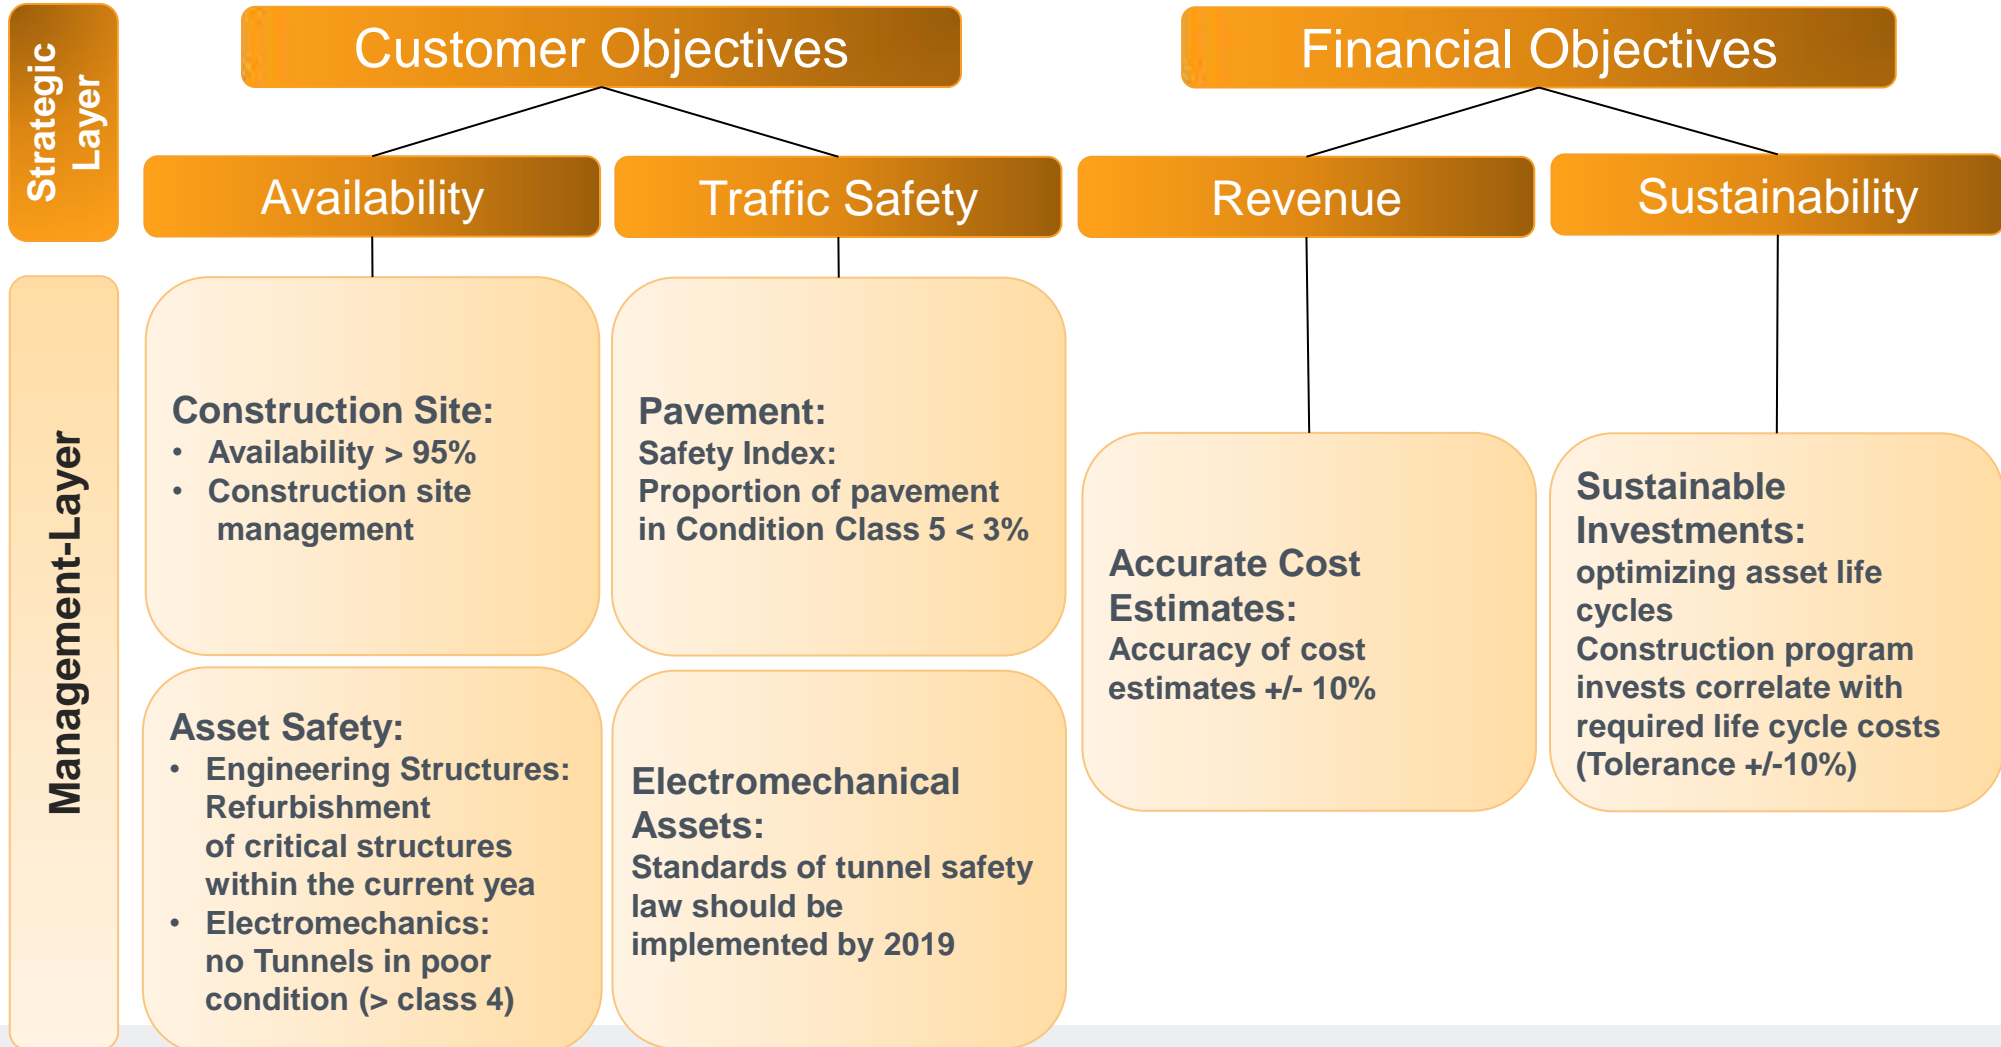 Strategic
Layer
Customer Objectives
Financial Objectives
Availability
Traffic Safety
Revenue
Sustainability
Management-Layer
Construction Site:
• Availability > 95%
• Construction site
management
Asset Safety:
• Engineering Structures:
Refurbishment
of critical structures
within the current yea
• Electromechanics:
no Tunnels in poor
condition (> class 4)
Pavement:
Safety Index:
Proportion of pavement
in Condition Class 5 < 3%
Electromechanical
Assets:
Standards of tunnel safety
law should be
implemented by 2019
Accurate Cost
Estimates:
Accuracy of cost
estimates +/- 10%
Sustainable
Investments:
optimizing asset life
cycles
Construction program
invests correlate with
required life cycle costs
(Tolerance +/-10%)